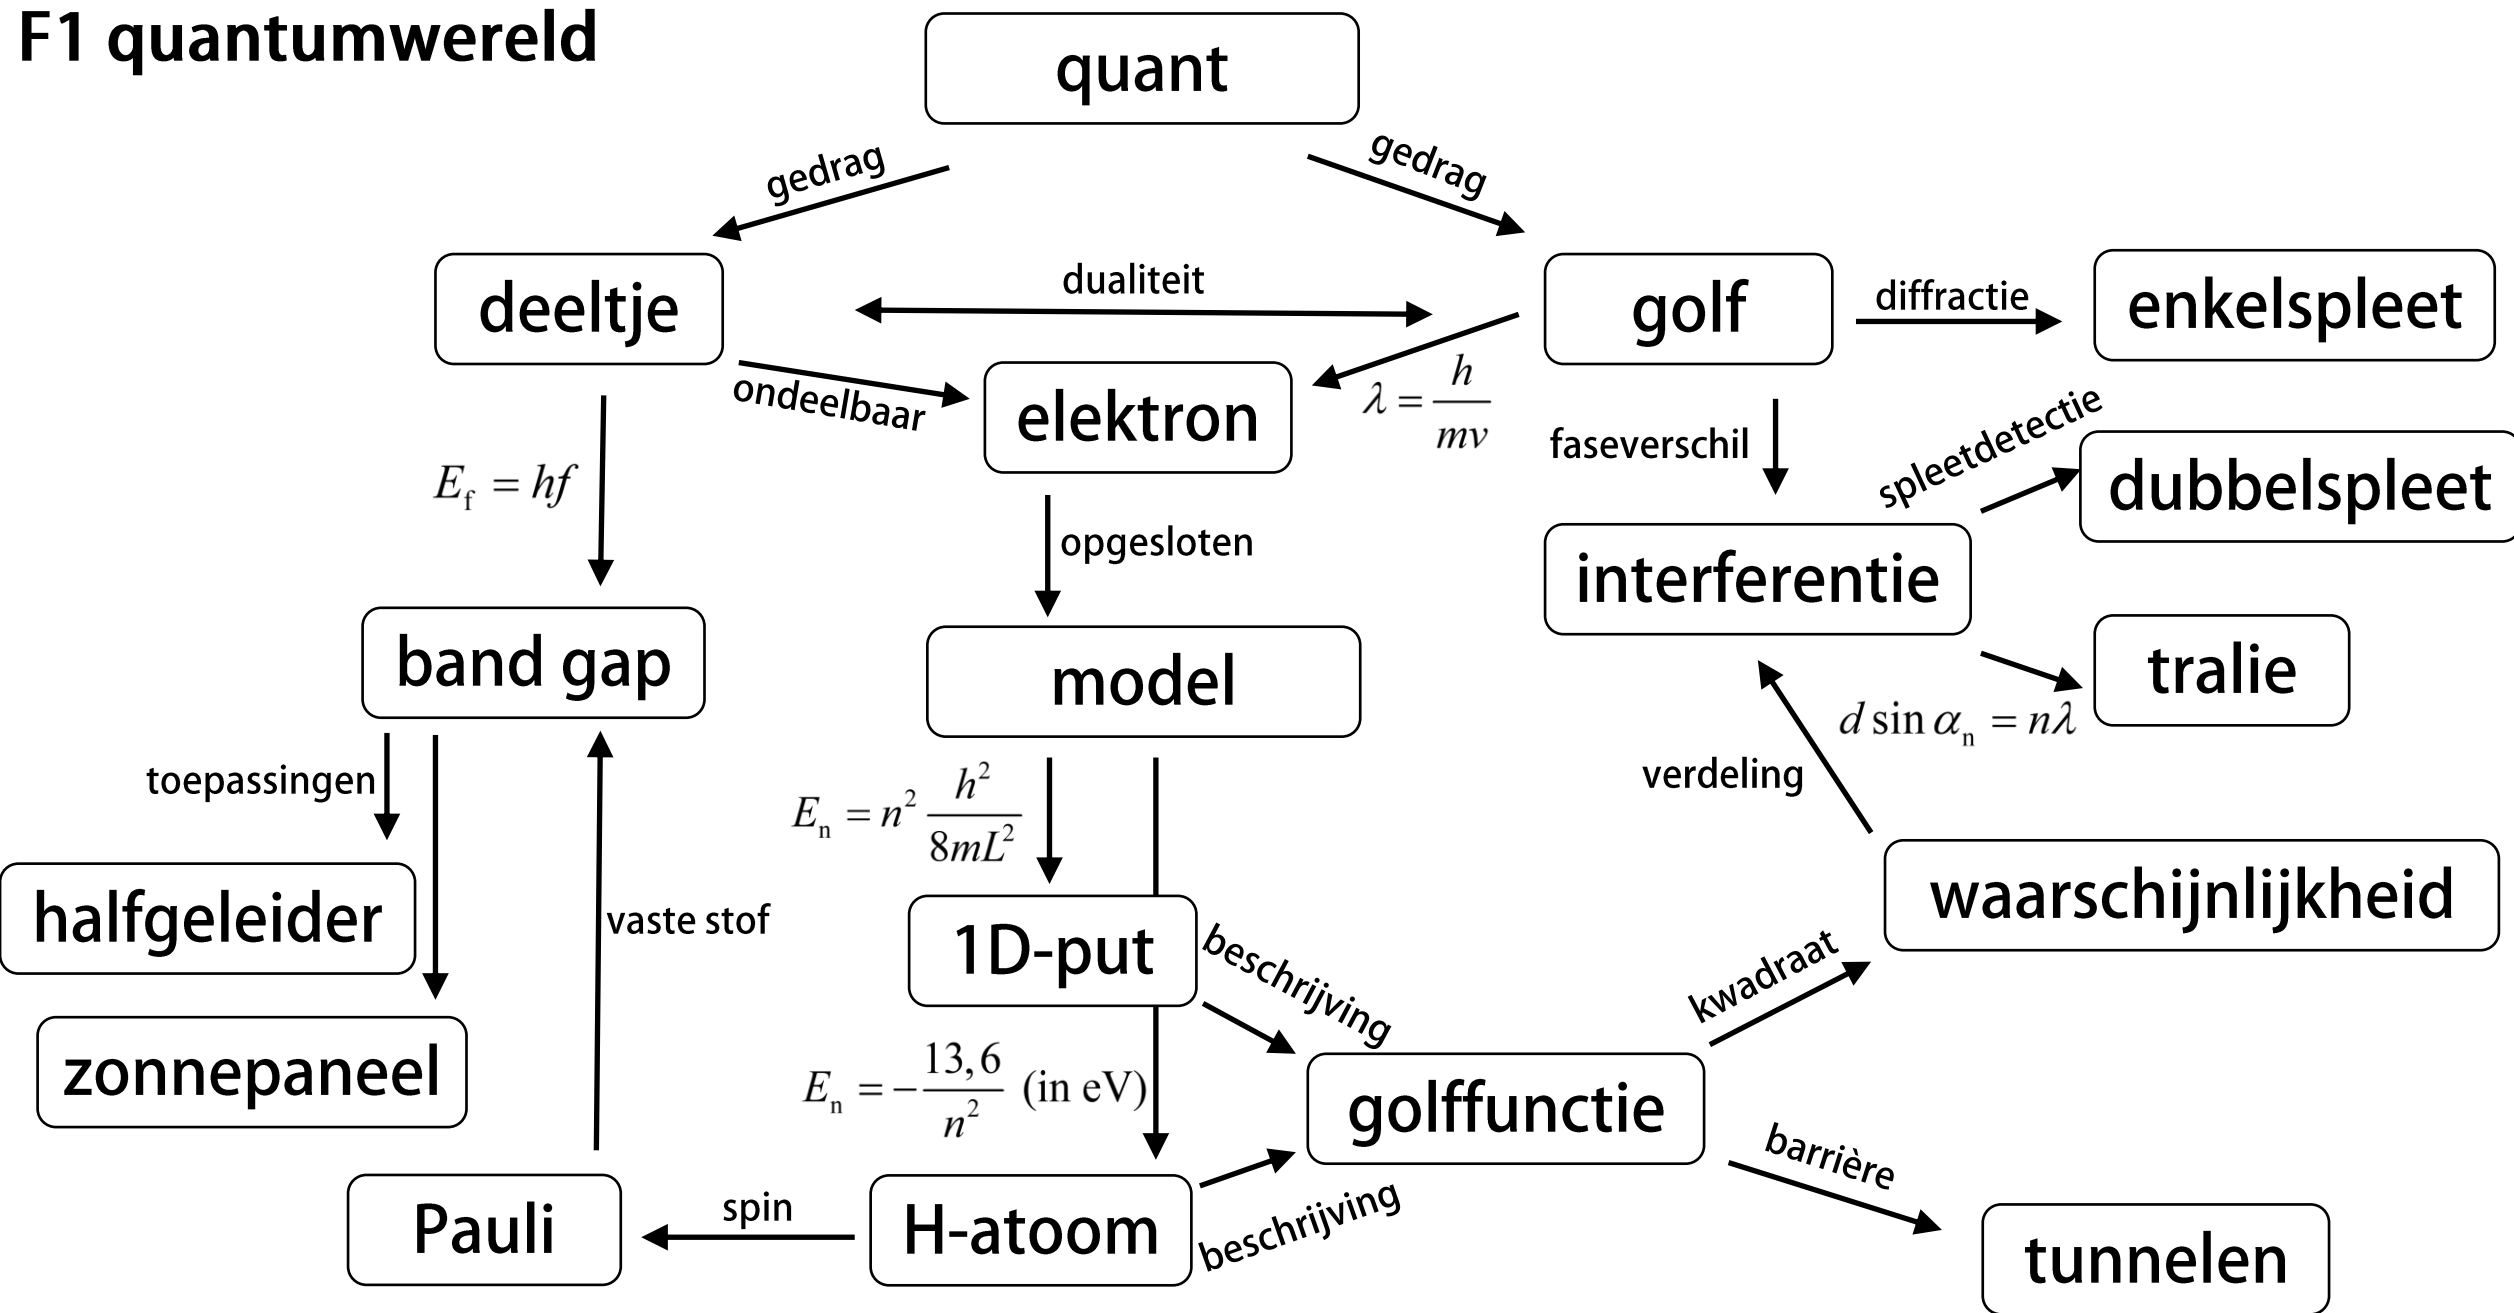 F1 quantumwereld
quant
gedrag
gedrag
deeltje
dualiteit
golf
diffractie
enkelspleet
ondeelbaar
elektron
λ = h / mv
E_f = hf
faseverschil
spleetdetectie
dubbelspleet
opgesloten
interferentie
band gap
model
tralie
d sin α_n = nλ
toepassingen
E_n = n² h² / 8mL²
verdeling
halfgeleider
vaste stof
1D-put
beschrijving
waarschijnlijkheid
kwadraat
zonnepaneel
E_n = − 13,6 / n² (in eV)
golffunctie
barrière
Pauli
spin
H-atoom
beschrijving
tunnelen